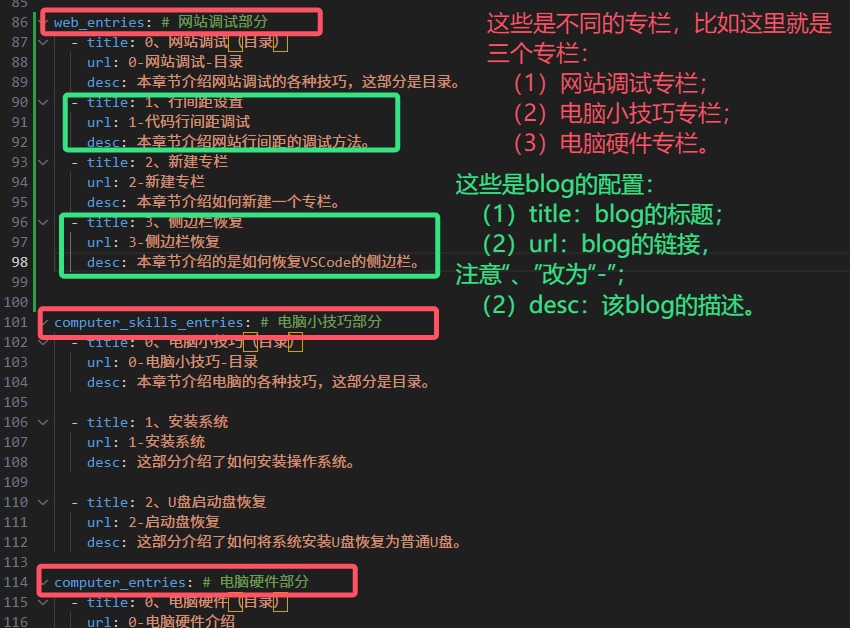 85
86 web_entries: # 网站调试部分
87 - title: 0、网站调试（目录）
88 url: 0-网站调试-目录
89 desc: 本章节介绍网站调试的各种技巧，这部分是目录。
90 - title: 1、行间距设置
91 url: 1-代码行间距调试
92 desc: 本章节介绍网站行间距的调试方法。
93 - title: 2、新建专栏
94 url: 2-新建专栏
95 desc: 本章节介绍如何新建一个专栏。
96 - title: 3、侧边栏恢复
97 url: 3-侧边栏恢复
98 desc: 本章节介绍的是如何恢复VSCode的侧边栏。
99
100
101 computer_skills_entries: # 电脑小技巧部分
102 - title: 0、电脑小技巧（目录）
103 url: 0-电脑小技巧-目录
104 desc: 本章节介绍电脑的各种技巧，这部分是目录。
105
106 - title: 1、安装系统
107 url: 1-安装系统
108 desc: 这部分介绍了如何安装操作系统。
109
110 - title: 2、U盘启动盘恢复
111 url: 2-启动盘恢复
112 desc: 这部分介绍了如何将系统安装U盘恢复为普通U盘。
113
114 computer_entries: # 电脑硬件部分
115 - title: 0、电脑硬件（目录）
116 url: 0-电脑硬件介绍
这些是不同的专栏，比如这里就是
三个专栏：
（1）网站调试专栏；
（2）电脑小技巧专栏；
（3）电脑硬件专栏。
这些是blog的配置：
（1）title：blog的标题；
（2）url：blog的链接，
注意“、”改为“-”；
（2）desc：该blog的描述。